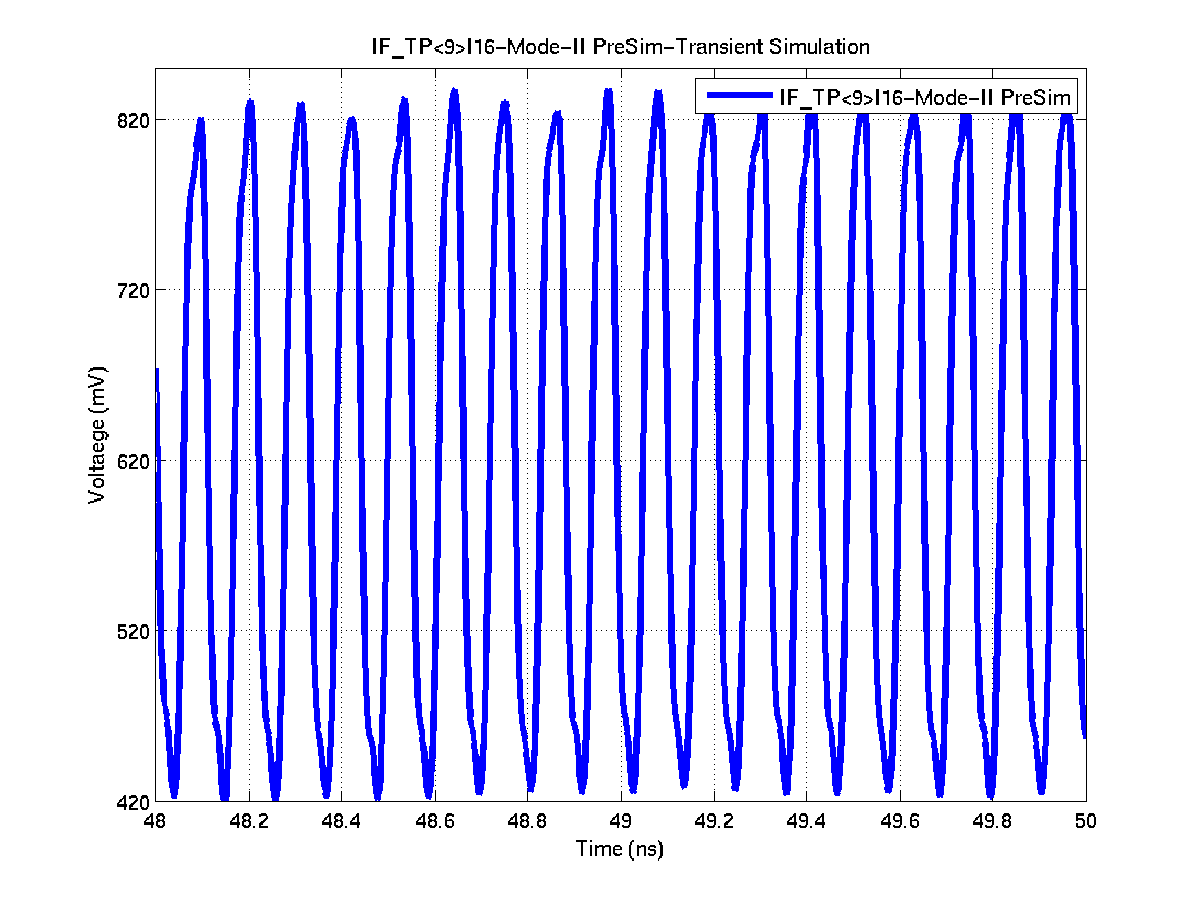 IF_TP<9>I16-Mode-II PreSim-Transient Simulation
IF_TP<9>I16-Mode-II PreSim
820
720
620
520
420
Voltaege (mV)
48 48.2 48.4 48.6 48.8 49 49.2 49.4 49.6 49.8 50
Time (ns)